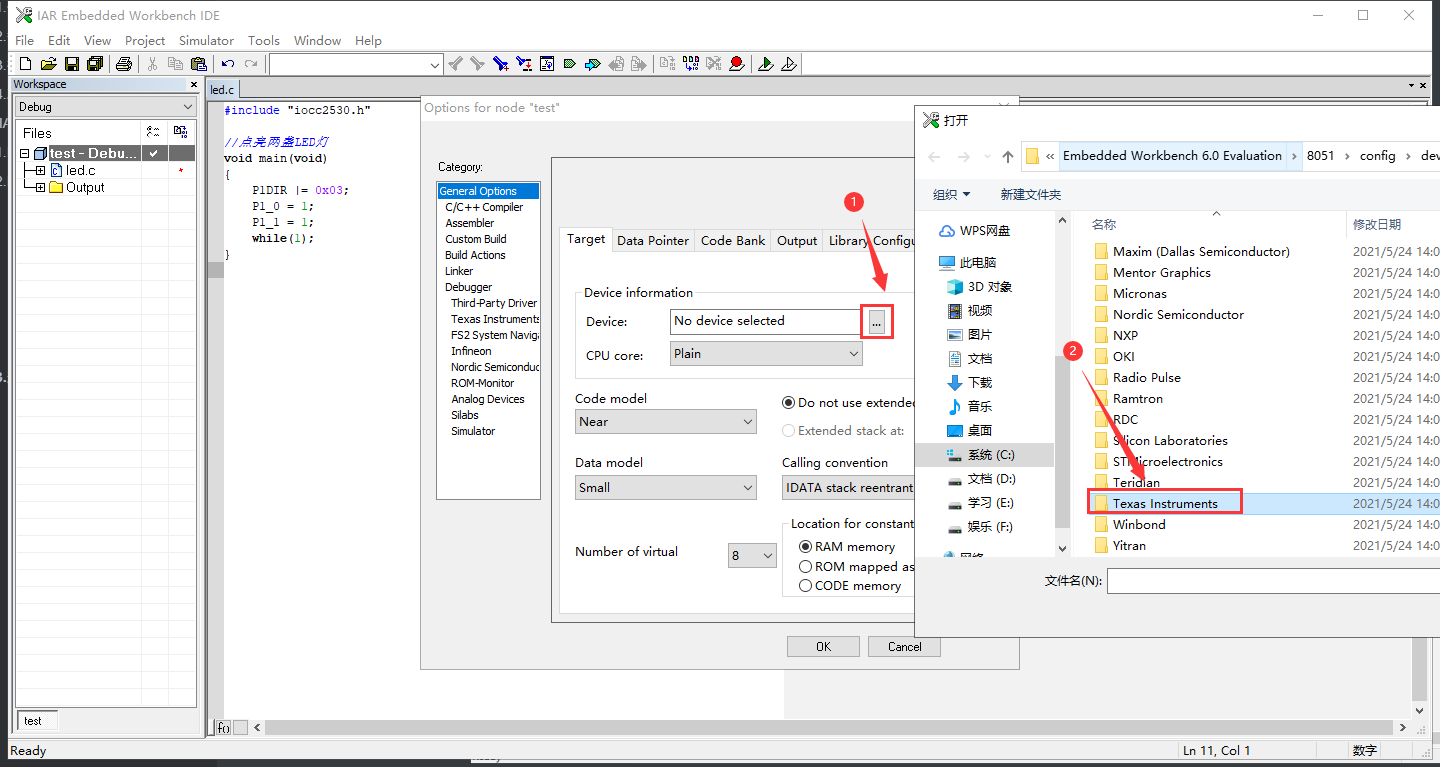 IAR Embedded Workbench IDE
File Edit View Project Simulator Tools Window Help
Workspace
Debug
Files
test - Debu...
led.c
Output
test
led.c
#include "iocc2530.h"
//点亮两盏LED灯
void main(void)
{
P1DIR |= 0x03;
P1_0 = 1;
P1_1 = 1;
while(1);
}
Options for node "test"
Category:
General Options
C/C++ Compiler
Assembler
Custom Build
Build Actions
Linker
Debugger
Third-Party Driver
Texas Instruments
FS2 System Naviga
Infineon
Nordic Semiconduc
ROM-Monitor
Analog Devices
Silabs
Simulator
1
Target Data Pointer Code Bank Output Library Configu
Device information
Device: No device selected ...
CPU core: Plain
Code model
Near
Do not use extended
Extended stack at:
Data model
Small
Calling convention
IDATA stack reentrant
Number of virtual 8
Location for constant
RAM memory
ROM mapped as
CODE memory
OK Cancel
打开
« Embedded Workbench 6.0 Evaluation > 8051 > config > dev
组织 新建文件夹
WPS网盘
此电脑
3D 对象
视频
图片
文档
下载
音乐
桌面
系统 (C:)
文档 (D:)
学习 (E:)
娱乐 (F:)
网络
2
名称 修改日期
Maxim (Dallas Semiconductor) 2021/5/24 14:0
Mentor Graphics 2021/5/24 14:0
Micronas 2021/5/24 14:0
Nordic Semiconductor 2021/5/24 14:0
NXP 2021/5/24 14:0
OKI 2021/5/24 14:0
Radio Pulse 2021/5/24 14:0
Ramtron 2021/5/24 14:0
RDC 2021/5/24 14:0
Silicon Laboratories 2021/5/24 14:0
STMicroelectronics 2021/5/24 14:0
Teridian 2021/5/24 14:0
Texas Instruments 2021/5/24 14:0
Winbond 2021/5/24 14:0
Yitran 2021/5/24 14:0
文件名(N):
f()
Ready Ln 11, Col 1 数字